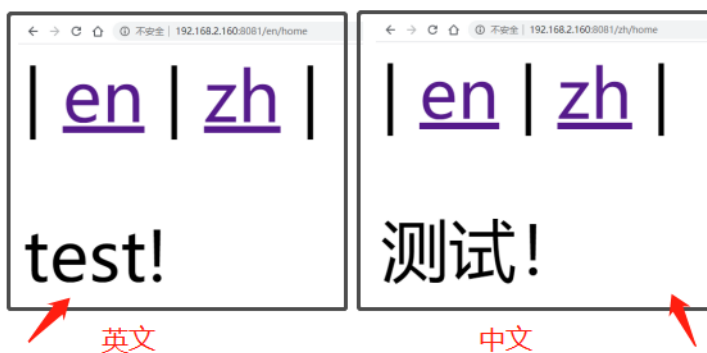 不安全 | 192.168.2.160:8081/en/home
| en | zh |
test!
英文
不安全 | 192.168.2.160:8081/zh/home
| en | zh |
测试!
中文